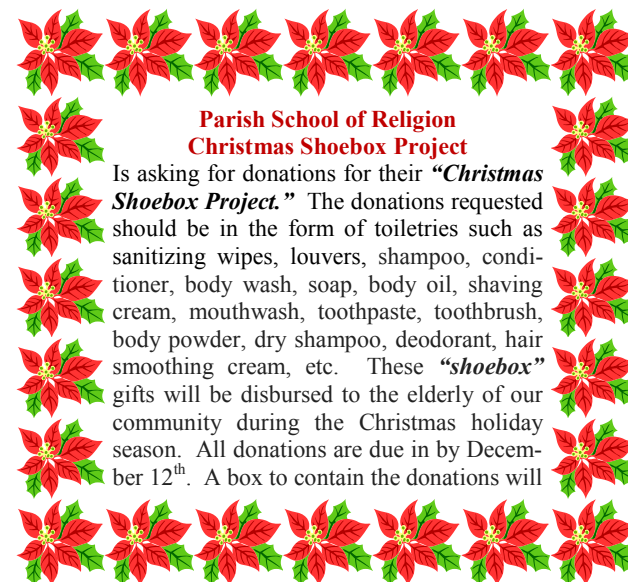 Parish School of Religion
Christmas Shoebox Project
Is asking for donations for their “Christmas
Shoebox Project.” The donations requested
should be in the form of toiletries such as
sanitizing wipes, louvers, shampoo, condi-
tioner, body wash, soap, body oil, shaving
cream, mouthwash, toothpaste, toothbrush,
body powder, dry shampoo, deodorant, hair
smoothing cream, etc. These “shoebox”
gifts will be disbursed to the elderly of our
community during the Christmas holiday
season. All donations are due in by Decem-
ber 12th. A box to contain the donations will